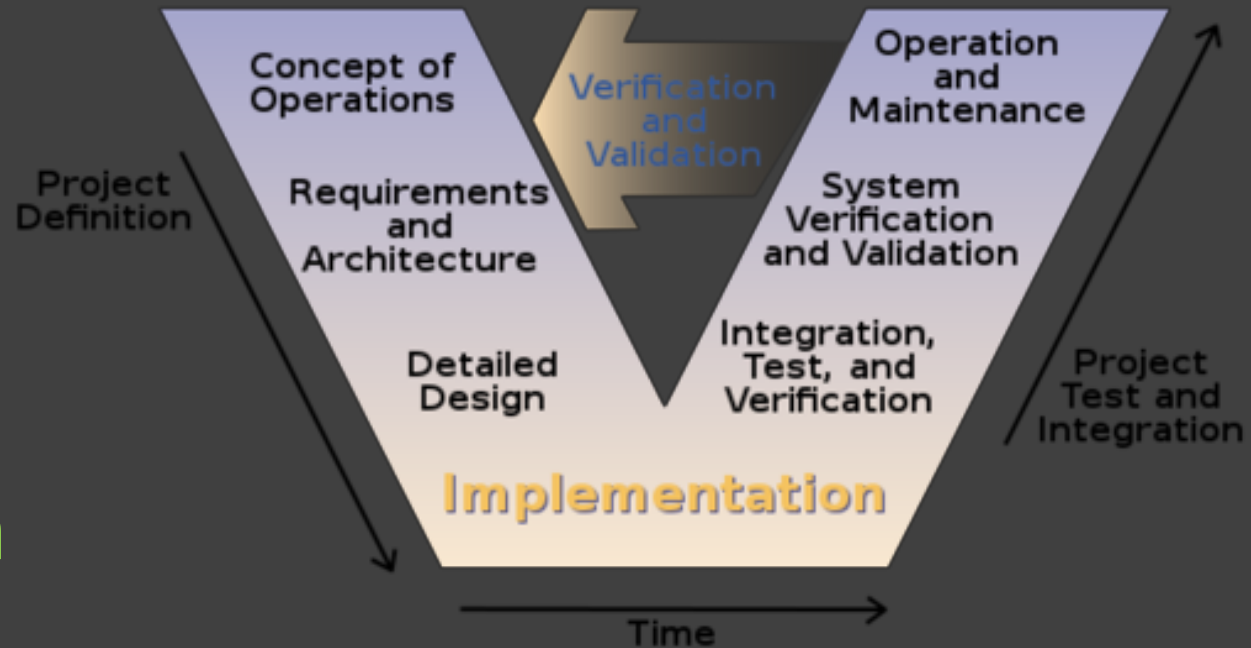 Concept of
Operations
Verification
and
Validation
Operation
and
Maintenance
Project
Definition
Requirements
and
Architecture
System
Verification
and Validation
Detailed
Design
Integration,
Test, and
Verification
Project
Test and
Integration
Implementation
Time